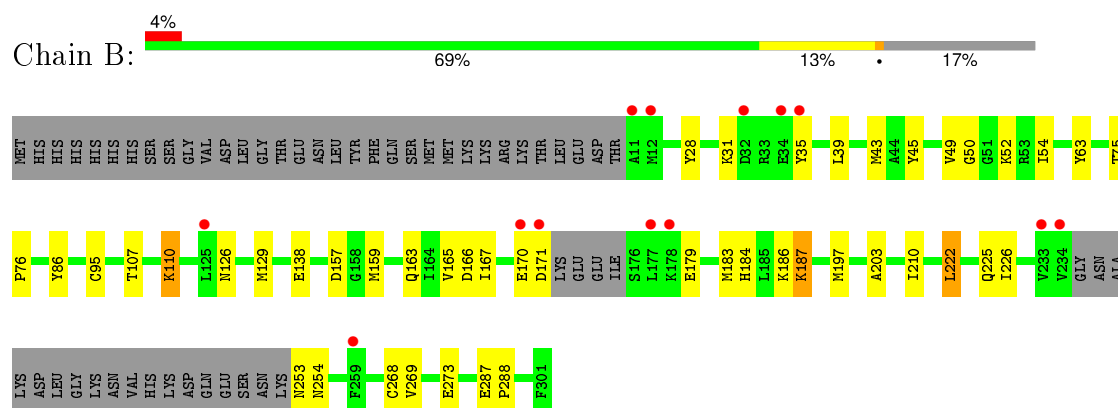 4%
Chain B:
69% 13% • 17%
MET HIS HIS HIS HIS HIS HIS SER SER GLY VAL ASP LEU GLY THR GLU ASN LEU TYR PHE GLN SER MET MET LYS LYS ARG LYS THR LEU GLU ASP THR A11 M12 Y28 K31 D32 R33 E34 Y35 L39 M43 A44 Y45 V49 G50 G51 K52 R53 I54 Y63 T75
P76 Y86 C95 T107 K110 L125 N126 M129 E138 D157 G158 M159 Q163 I164 V165 D166 I167 E170 D171 LYS GLU GLU ILE S176 L177 K178 E179 M183 H184 L185 K186 K187 M197 A203 I210 L222 Q225 I226 V233 V234 GLY ASN ALA
LYS ASP LEU GLY LYS ASN VAL HIS LYS ASP GLN GLU SER ASN LYS N253 N254 F259 C268 V269 E273 E287 P288 F301